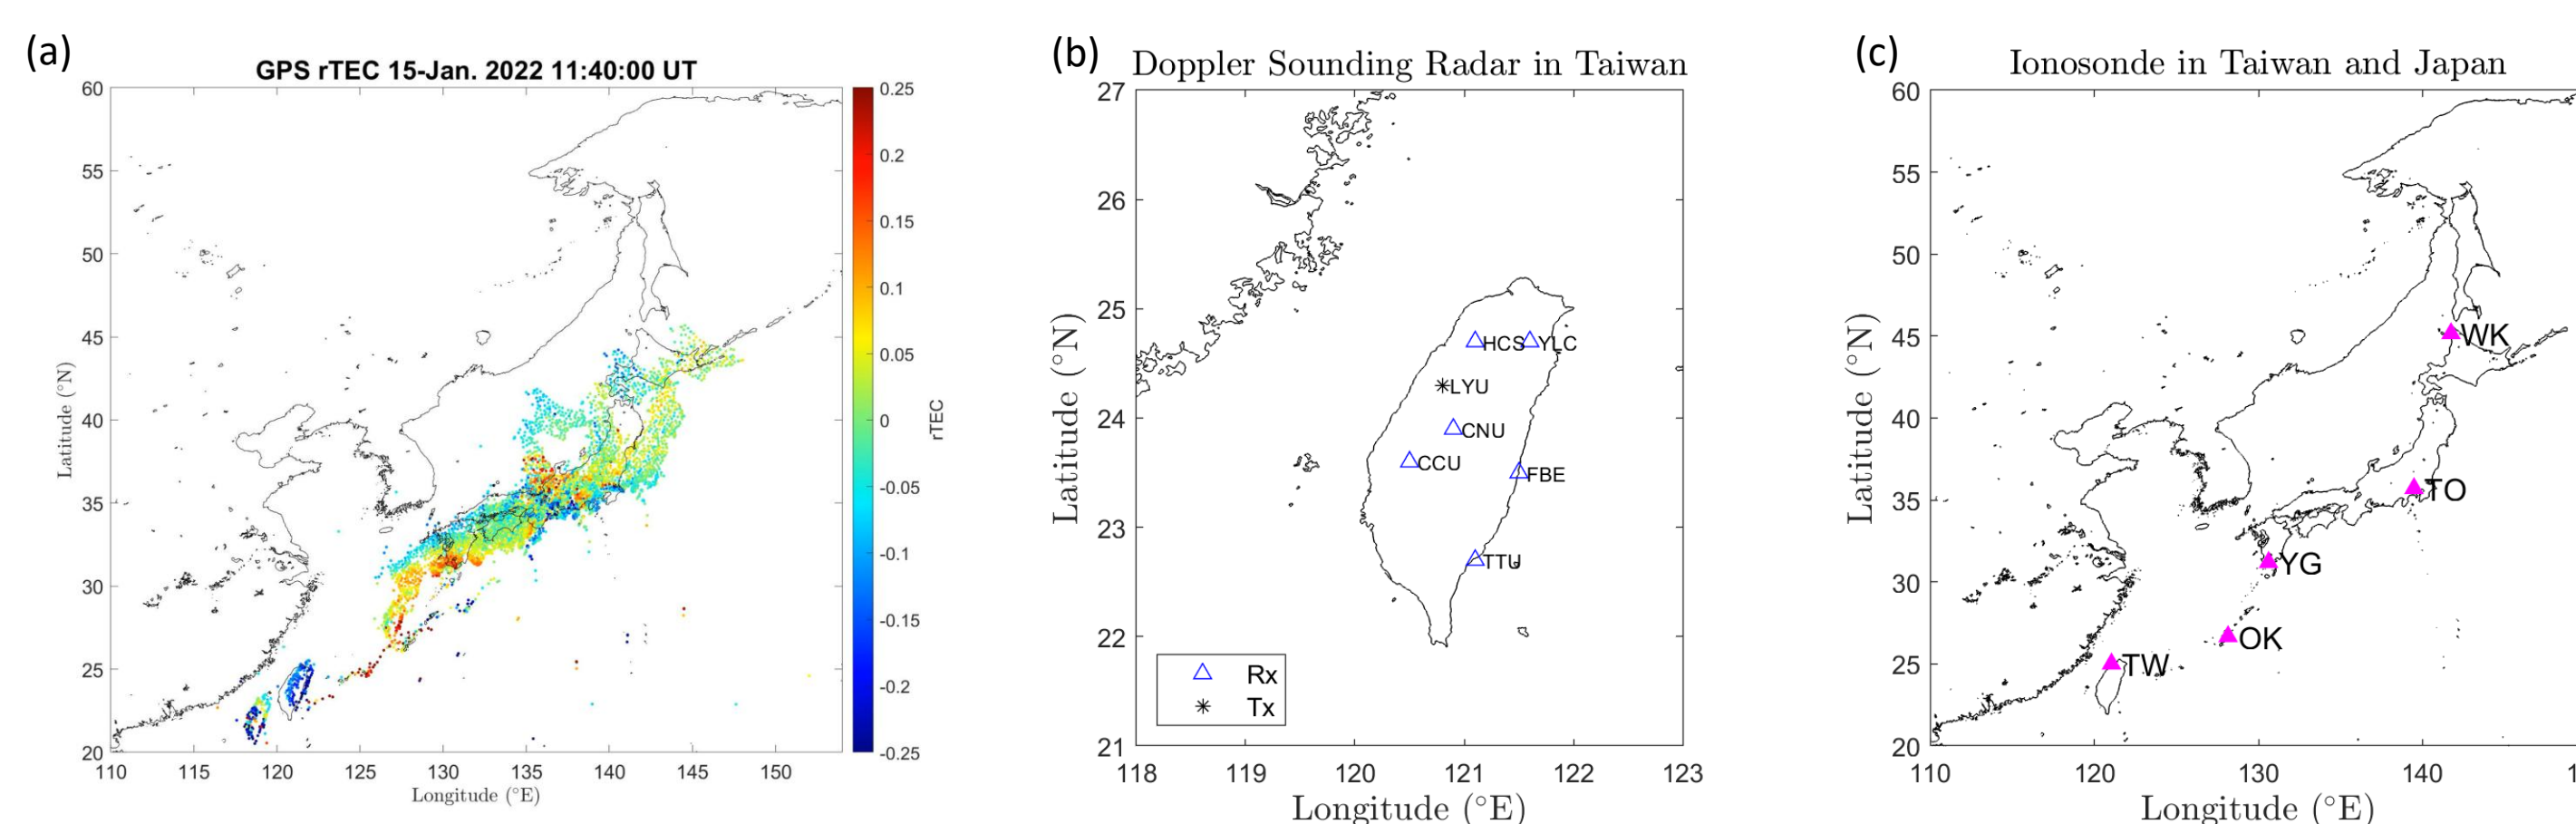 (a)
GPS rTEC 15-Jan. 2022 11:40:00 UT
60
55
50
45
40
35
30
25
20
Latitude (°N)
110 115 120 125 130 135 140 145 150
Longitude (°E)
0.25
0.2
0.15
0.1
0.05
0
-0.05
-0.1
-0.15
-0.2
-0.25
rTEC
(b)
Doppler Sounding Radar in Taiwan
27
26
25
24
23
22
21
Latitude (°N)
HCS YLC
LYU
CNU
CCU
FBE
TTU
Rx
Tx
118 119 120 121 122 123
Longitude (°E)
(c)
Ionosonde in Taiwan and Japan
60
55
50
45
40
35
30
25
20
Latitude (°N)
WK
TO
YG
OK
TW
110 120 130 140 1
Longitude (°E)